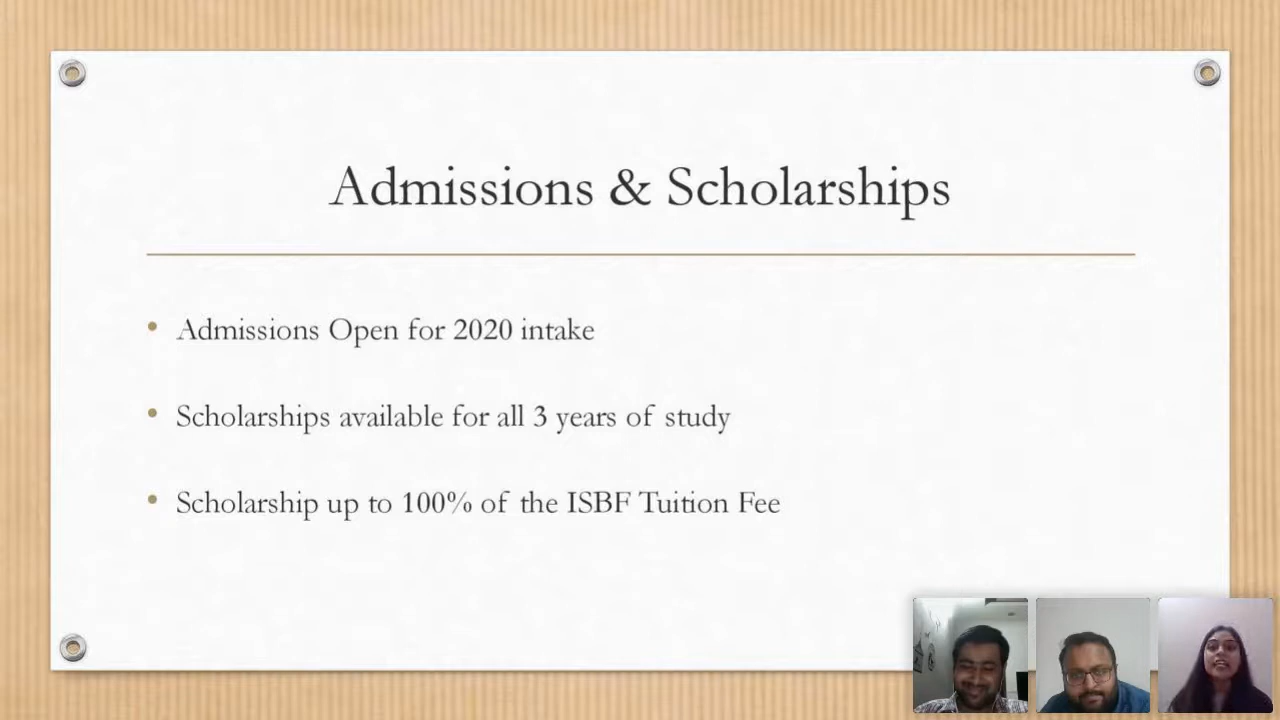 Admissions & Scholarships
Admissions Open for 2020 intake
Scholarships available for all 3 years of study
Scholarship up to 100% of the ISBF Tuition Fee